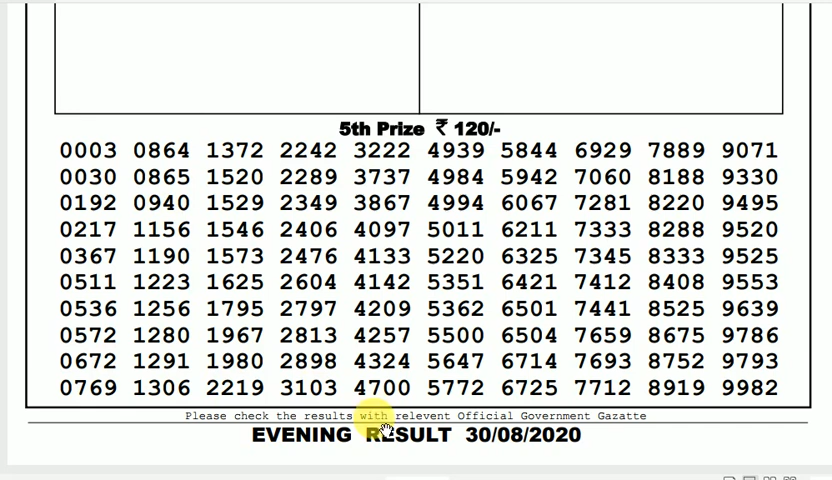 5th Prize ₹ 120/-
0003 0864 1372 2242 3222 4939 5844 6929 7889 9071
0030 0865 1520 2289 3737 4984 5942 7060 8188 9330
0192 0940 1529 2349 3867 4994 6067 7281 8220 9495
0217 1156 1546 2406 4097 5011 6211 7333 8288 9520
0367 1190 1573 2476 4133 5220 6325 7345 8333 9525
0511 1223 1625 2604 4142 5351 6421 7412 8408 9553
0536 1256 1795 2797 4209 5362 6501 7441 8525 9639
0572 1280 1967 2813 4257 5500 6504 7659 8675 9786
0672 1291 1980 2898 4324 5647 6714 7693 8752 9793
0769 1306 2219 3103 4700 5772 6725 7712 8919 9982
Please check the results with relevent Official Government Gazatte
EVENING RESULT 30/08/2020